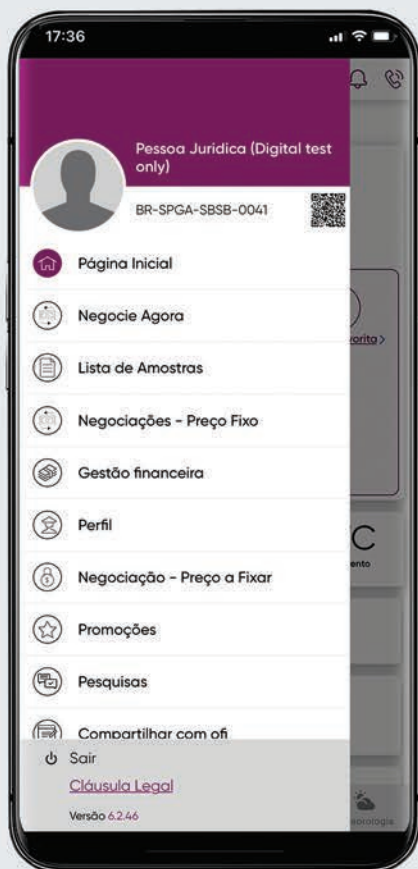 17:36
Pessoa Juridica (Digital test
only)
BR-SPGA-SBSB-0041
Página Inicial
Negocie Agora
Lista de Amostras
Negociações - Preço Fixo
Gestão financeira
Perfil
Negociação - Preço a Fixar
Promoções
Pesquisas
Compartilhar com ofi
Sair
Cláusula Legal
Versão 6.2.46